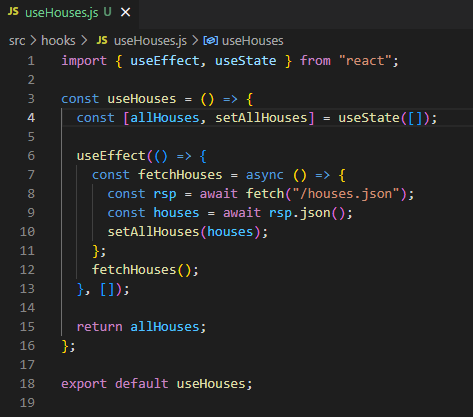 JS useHouses.js U ×
src > hooks > JS useHouses.js > useHouses
1 import { useEffect, useState } from "react";
2
3 const useHouses = () => {
4   const [allHouses, setAllHouses] = useState([]);
5
6   useEffect(() => {
7     const fetchHouses = async () => {
8       const rsp = await fetch("/houses.json");
9       const houses = await rsp.json();
10       setAllHouses(houses);
11     };
12     fetchHouses();
13   }, []);
14
15   return allHouses;
16 };
17
18 export default useHouses;
19